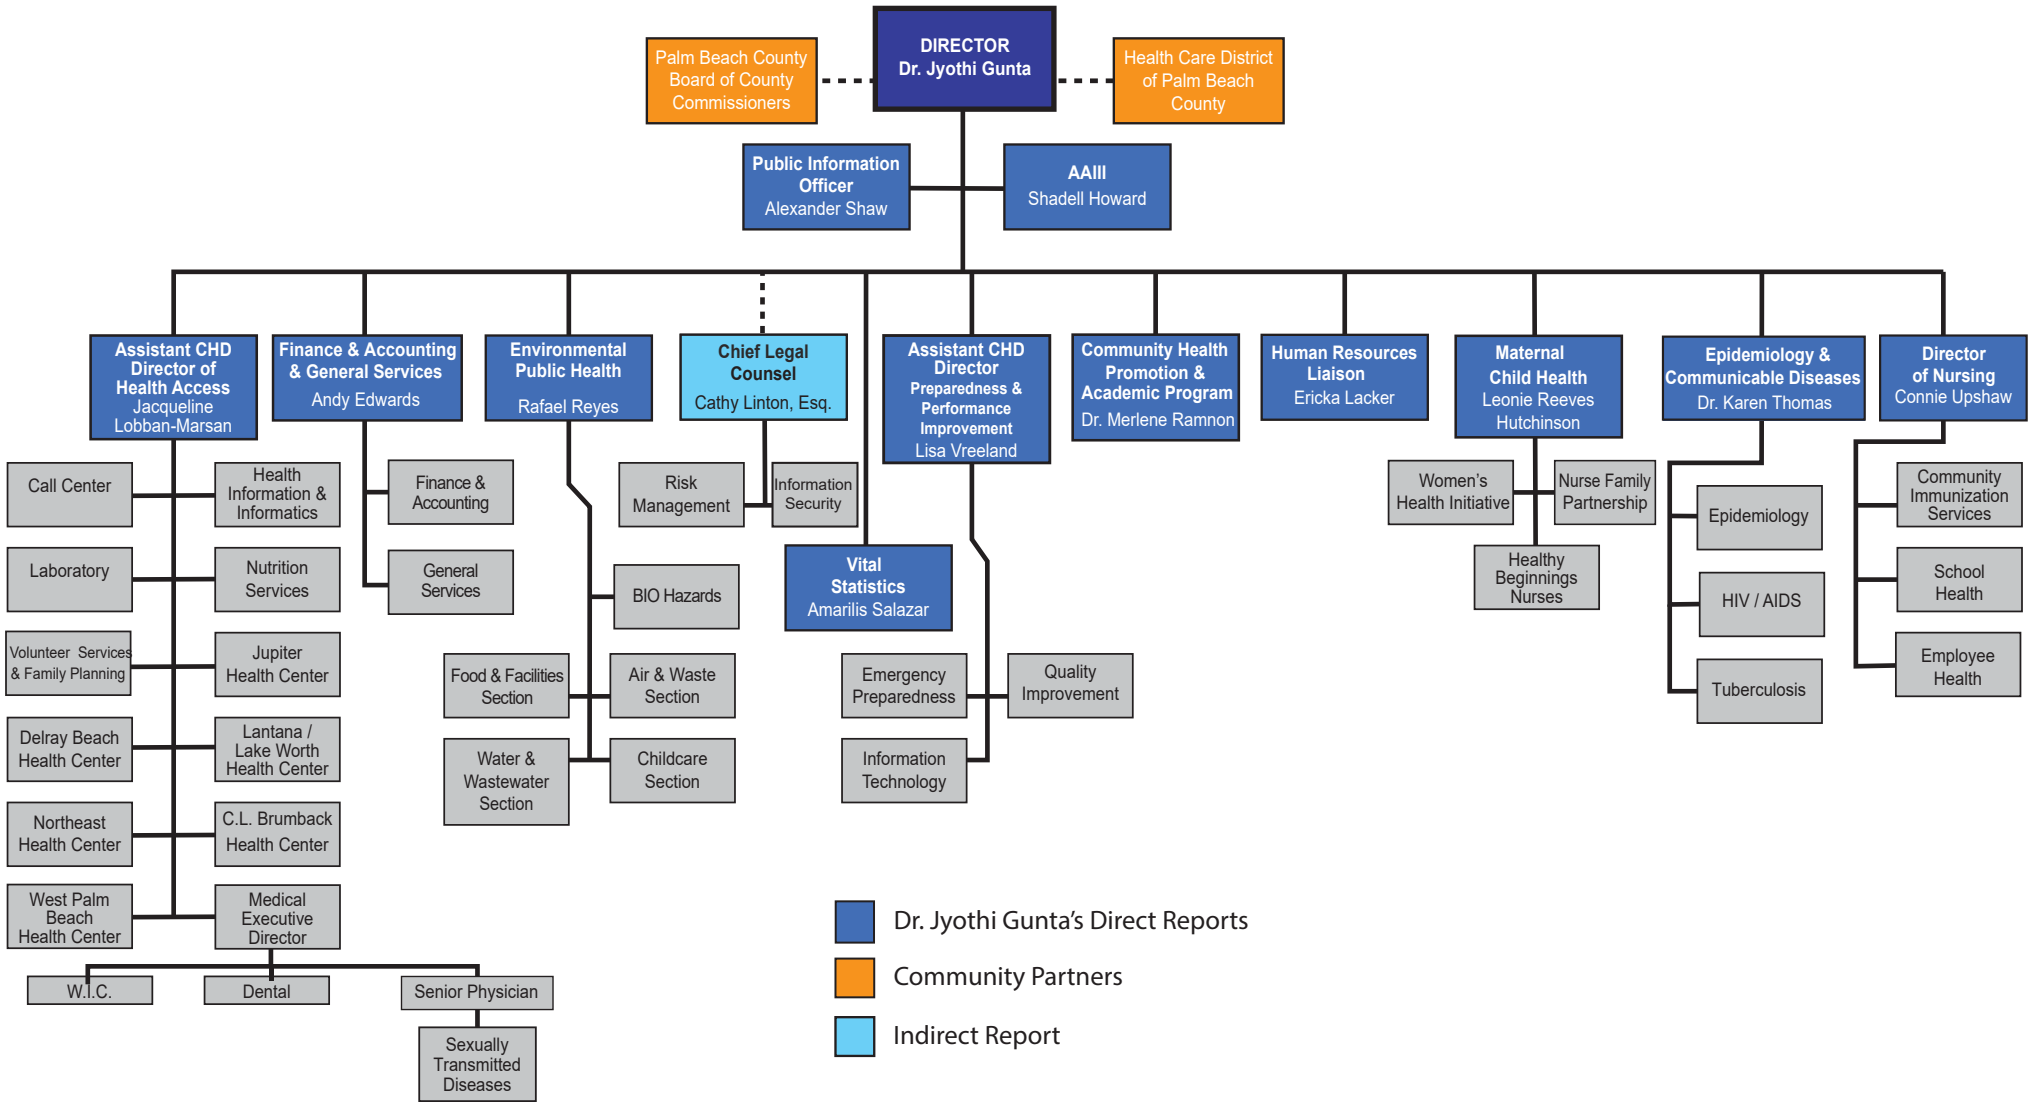 DIRECTOR
Dr. Jyothi Gunta
Palm Beach County
Board of County
Commissioners
Health Care District
of Palm Beach
County
Public Information
Officer
Alexander Shaw
AAIII
Shadell Howard
Assistant CHD
Director of
Health Access
Jacqueline
Lobban-Marsan
Finance & Accounting
& General Services
Andy Edwards
Environmental
Public Health
Rafael Reyes
Chief Legal
Counsel
Cathy Linton, Esq.
Assistant CHD
Director
Preparedness &
Performance
Improvement
Lisa Vreeland
Community Health
Promotion &
Academic Program
Dr. Merlene Ramnon
Human Resources
Liaison
Ericka Lacker
Maternal
Child Health
Leonie Reeves
Hutchinson
Epidemiology &
Communicable Diseases
Dr. Karen Thomas
Director
of Nursing
Connie Upshaw
Call Center
Health
Information &
Informatics
Laboratory
Nutrition
Services
Volunteer Services
& Family Planning
Jupiter
Health Center
Delray Beach
Health Center
Lantana /
Lake Worth
Health Center
Northeast
Health Center
C.L. Brumback
Health Center
West Palm
Beach
Health Center
Medical
Executive
Director
W.I.C.
Dental
Senior Physician
Sexually
Transmitted
Diseases
Finance &
Accounting
General
Services
BIO Hazards
Food & Facilities
Section
Air & Waste
Section
Water &
Wastewater
Section
Childcare
Section
Risk
Management
Information
Security
Vital
Statistics
Amarilis Salazar
Emergency
Preparedness
Quality
Improvement
Information
Technology
Women's
Health Initiative
Nurse Family
Partnership
Healthy
Beginnings
Nurses
Epidemiology
HIV / AIDS
Tuberculosis
Community
Immunization
Services
School
Health
Employee
Health
Dr. Jyothi Gunta's Direct Reports
Community Partners
Indirect Report